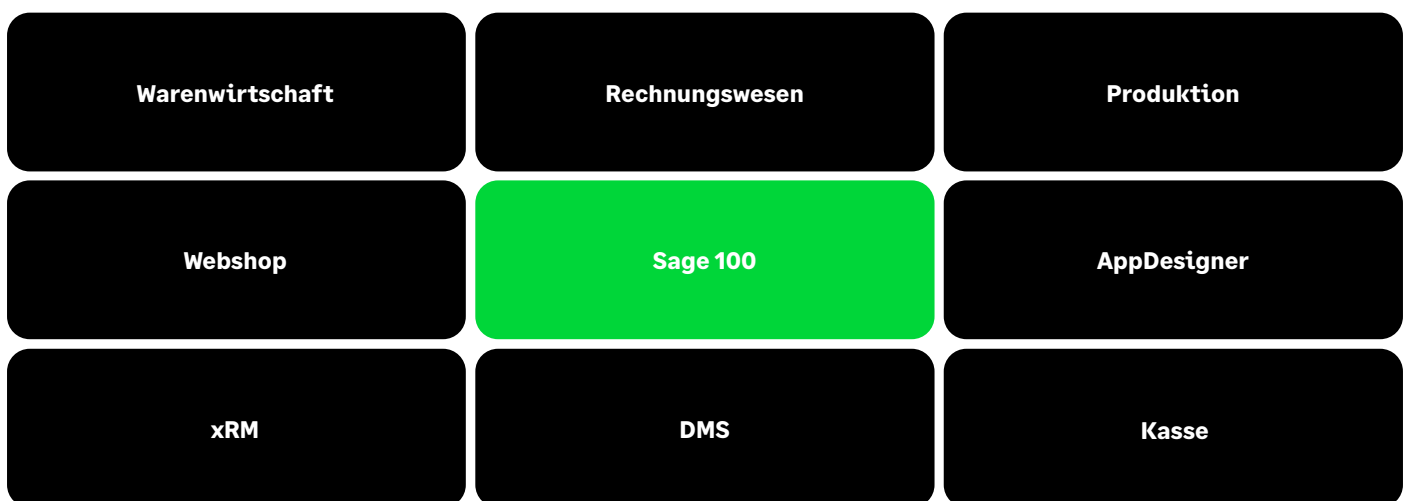 Warenwirtschaft
Rechnungswesen
Produktion
Webshop
Sage 100
AppDesigner
xRM
DMS
Kasse